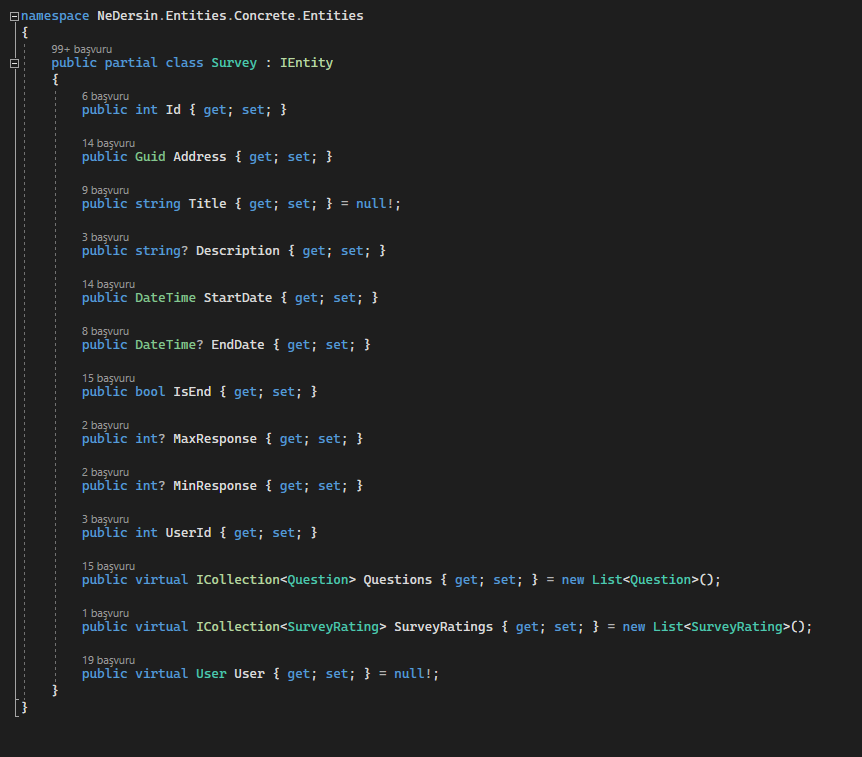 namespace NeDersin.Entities.Concrete.Entities
{
99+ başvuru
public partial class Survey : IEntity
{
6 başvuru
public int Id { get; set; }
14 başvuru
public Guid Address { get; set; }
9 başvuru
public string Title { get; set; } = null!;
3 başvuru
public string? Description { get; set; }
14 başvuru
public DateTime StartDate { get; set; }
8 başvuru
public DateTime? EndDate { get; set; }
15 başvuru
public bool IsEnd { get; set; }
2 başvuru
public int? MaxResponse { get; set; }
2 başvuru
public int? MinResponse { get; set; }
3 başvuru
public int UserId { get; set; }
15 başvuru
public virtual ICollection<Question> Questions { get; set; } = new List<Question>();
1 başvuru
public virtual ICollection<SurveyRating> SurveyRatings { get; set; } = new List<SurveyRating>();
19 başvuru
public virtual User User { get; set; } = null!;
}
}